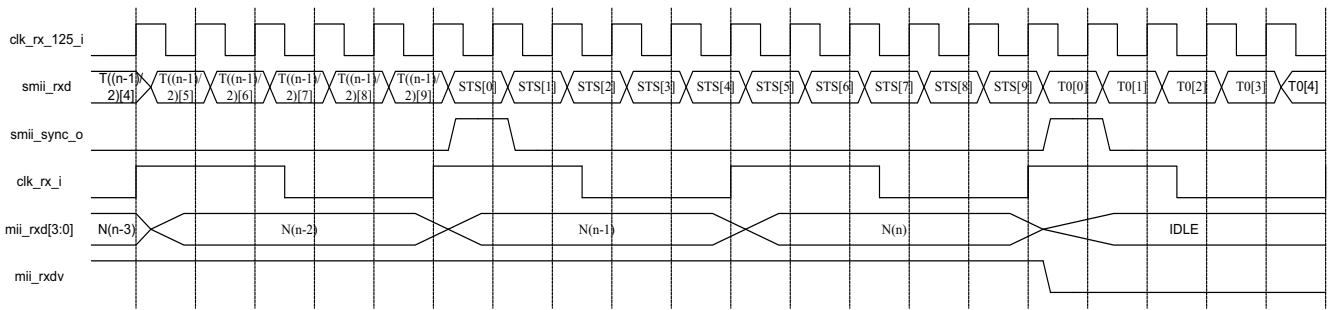 clk_rx_125_i
smii_rxd
T((n-1)/
2)[4]
T((n-1)/
2)[5]
T((n-1)/
2)[6]
T((n-1)/
2)[7]
T((n-1)/
2)[8]
T((n-1)/
2)[9]
STS[0]
STS[1]
STS[2]
STS[3]
STS[4]
STS[5]
STS[6]
STS[7]
STS[8]
STS[9]
T0[0]
T0[1]
T0[2]
T0[3]
T0[4]
smii_sync_o
clk_rx_i
mii_rxd[3:0]
N(n-3)
N(n-2)
N(n-1)
N(n)
IDLE
mii_rxdv